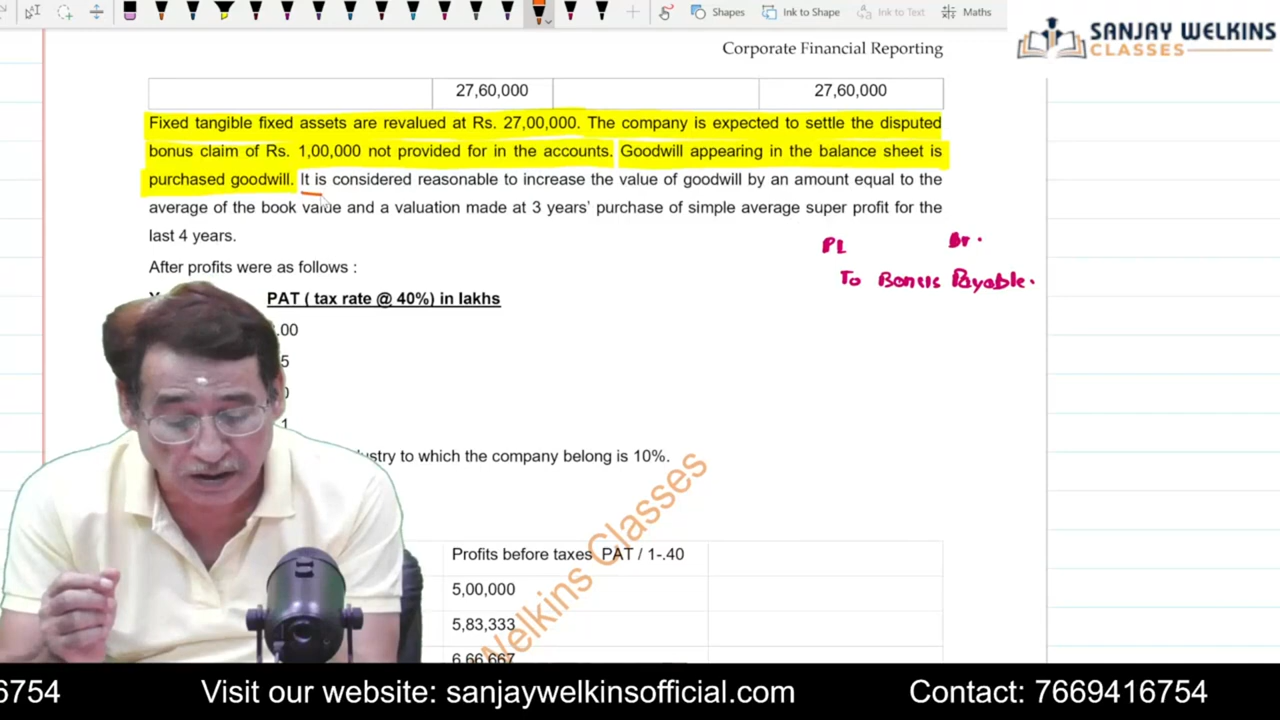 Shapes
Ink to Shape
Ink to Text
Maths
SANJAY WELKINS
CLASSES
Corporate Financial Reporting
27,60,000 27,60,000
Fixed tangible fixed assets are revalued at Rs. 27,00,000. The company is expected to settle the disputed
bonus claim of Rs. 1,00,000 not provided for in the accounts. Goodwill appearing in the balance sheet is
purchased goodwill. It is considered reasonable to increase the value of goodwill by an amount equal to the
average of the book value and a valuation made at 3 years' purchase of simple average super profit for the
last 4 years.
PL Dr.
To Bonus Payable.
After profits were as follows :
PAT ( tax rate @ 40%) in lakhs
.00
5
0
1
ustry to which the company belong is 10%.
Welkins Classes
Profits before taxes PAT / 1-.40
5,00,000
5,83,333
6,66,667
6754 Visit our website: sanjaywelkinsofficial.com Contact: 7669416754